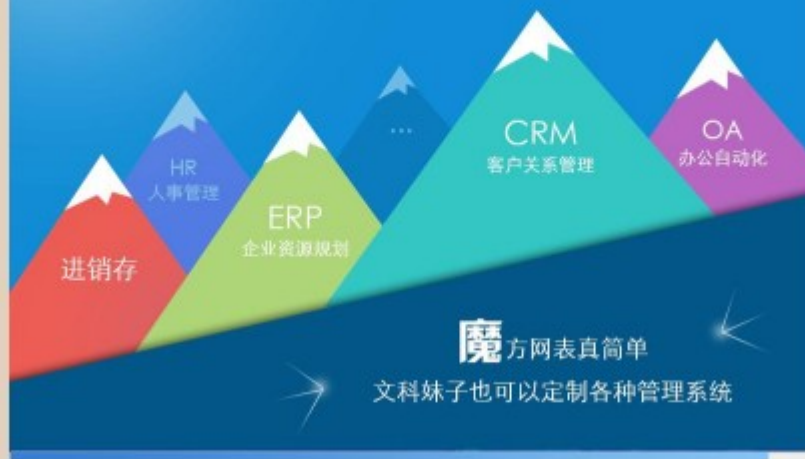 CRM
客户关系管理
OA
办公自动化
...
HR
人事管理
ERP
企业资源规划
进销存
魔方网表真简单
文科妹子也可以定制各种管理系统